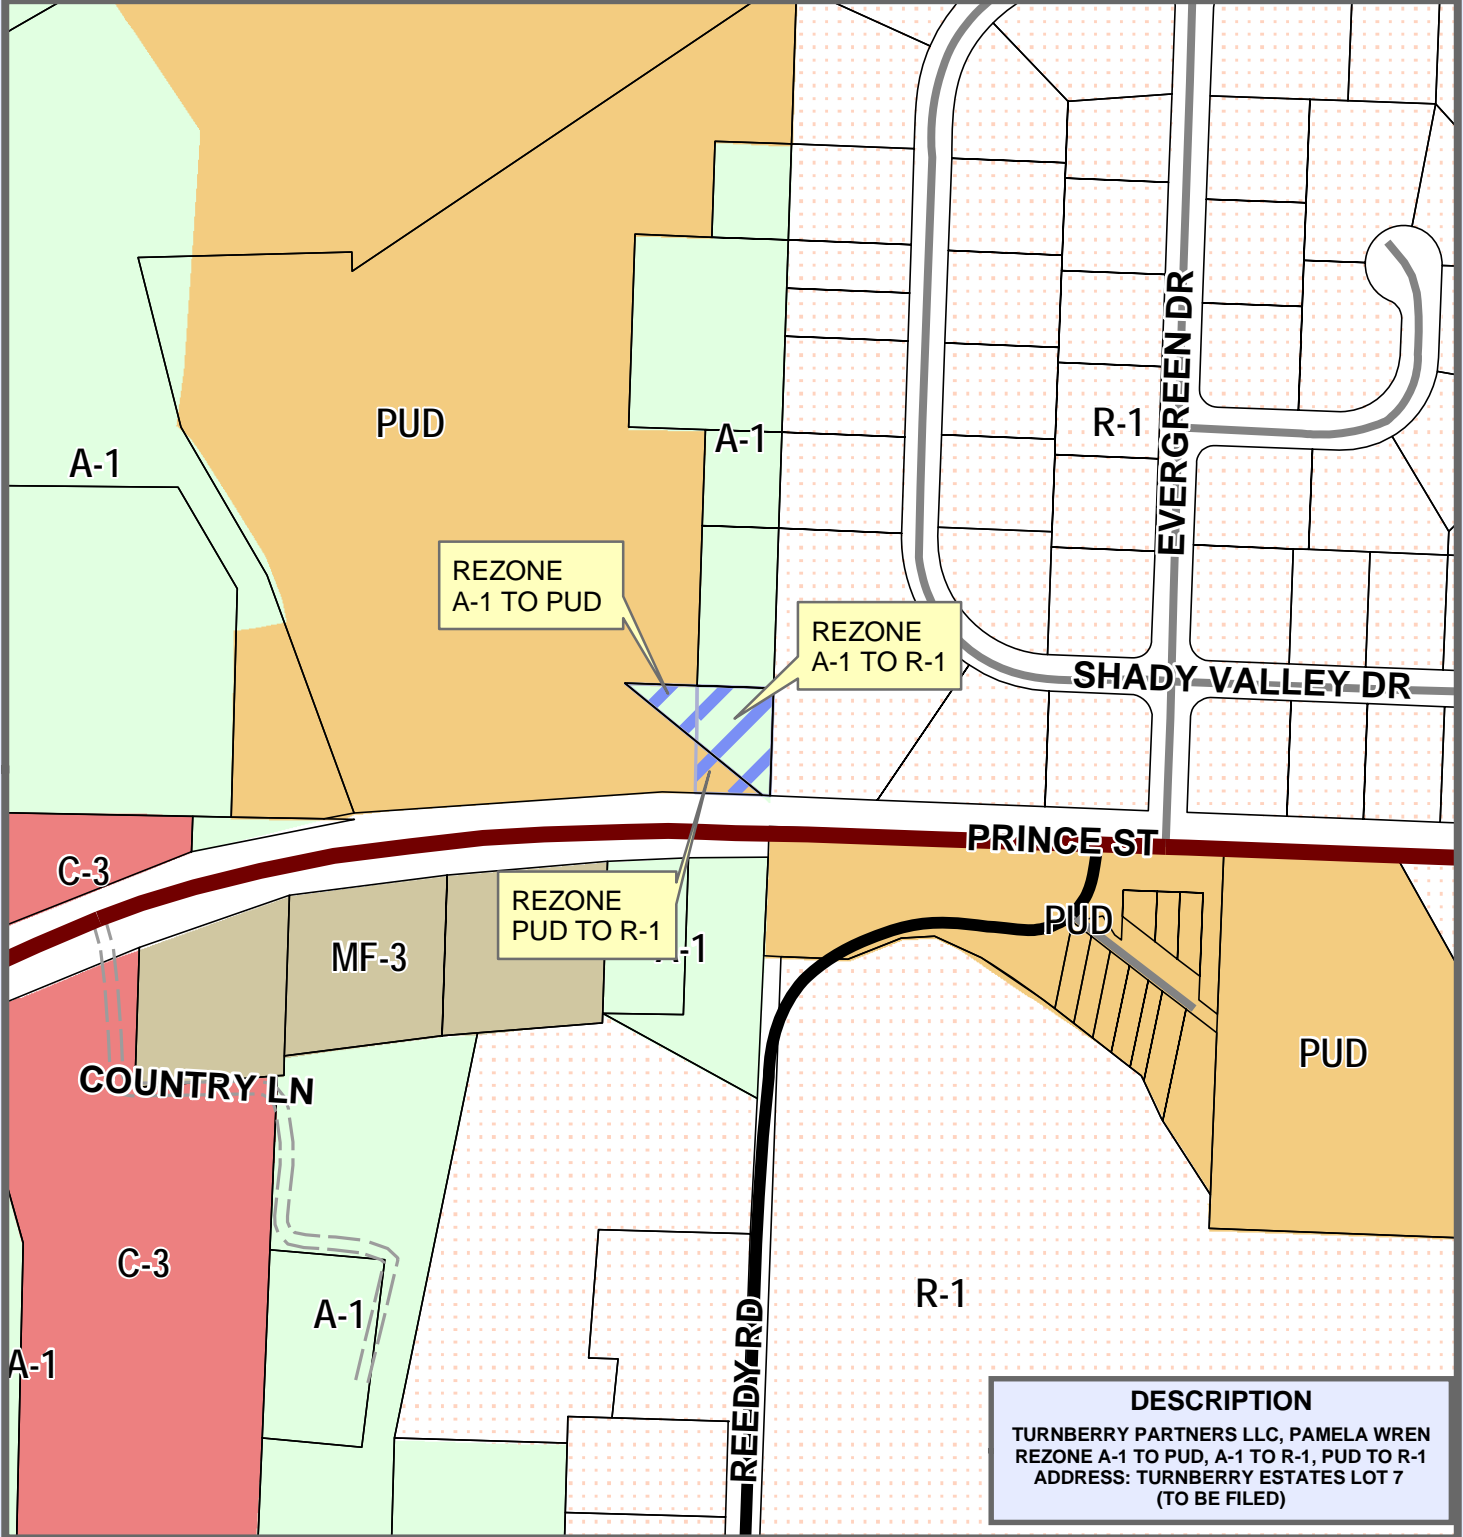 PUD
A-1
A-1
R-1
EVERGREEN DR
REZONE
A-1 TO PUD
REZONE
A-1 TO R-1
SHADY VALLEY DR
PRINCE ST
C-3
REZONE
PUD TO R-1
-1
MF-3
PUD
PUD
COUNTRY LN
C-3
A-1
R-1
A-1
REEDY RD
DESCRIPTION
TURNBERRY PARTNERS LLC, PAMELA WREN
REZONE A-1 TO PUD, A-1 TO R-1, PUD TO R-1
ADDRESS: TURNBERRY ESTATES LOT 7
(TO BE FILED)